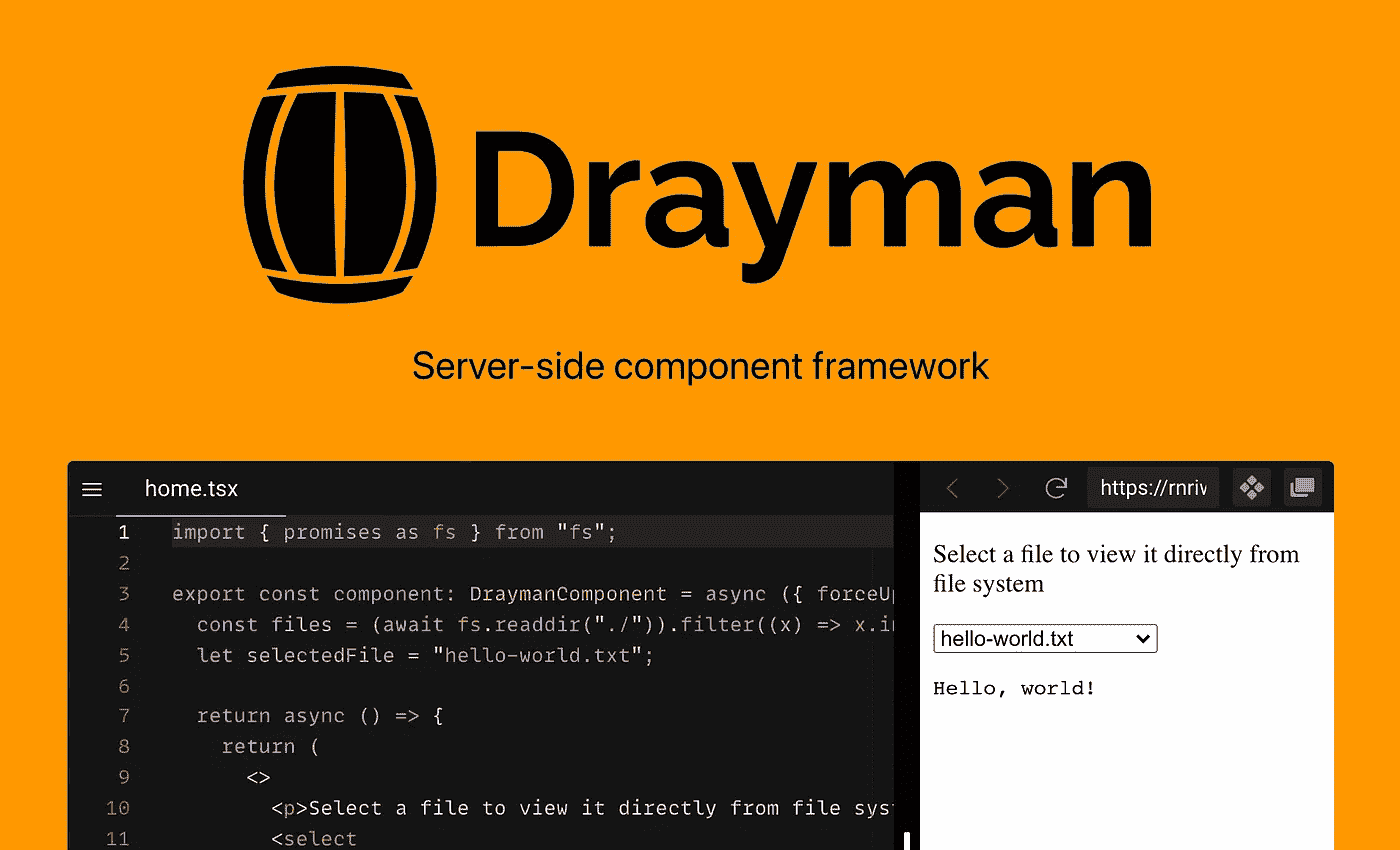 Drayman
Server-side component framework
home.tsx
https://rnriv
1 import { promises as fs } from "fs";
2
3 export const component: DraymanComponent = async ({ forceUp
4 const files = (await fs.readdir("./")).filter((x) => x.in
5 let selectedFile = "hello-world.txt";
6
7 return async () => {
8 return (
9 <>
10 <p>Select a file to view it directly from file sys
11 <select
Select a file to view it directly from
file system
hello-world.txt
Hello, world!